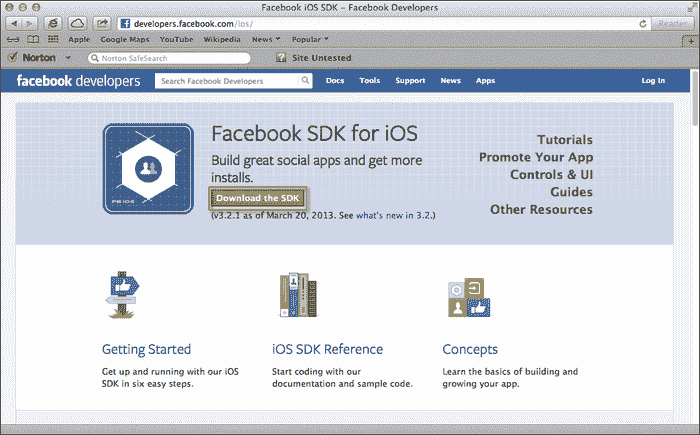 Facebook iOS SDK – Facebook Developers
developers.facebook.com/ios/
Reader
Apple Google Maps YouTube Wikipedia News Popular
Norton Norton SafeSearch Site Untested
facebook developers Search Facebook Developers Docs Tools Support News Apps Log In
Facebook SDK for iOS
Build great social apps and get more
installs.
Download the SDK
(v3.2.1 as of March 20, 2013. See what's new in 3.2.)
Tutorials
Promote Your App
Controls & UI
Guides
Other Resources
Getting Started
Get up and running with our iOS
SDK in six easy steps.
iOS SDK Reference
Start coding with our
documentation and sample code.
Concepts
Learn the basics of building and
growing your app.